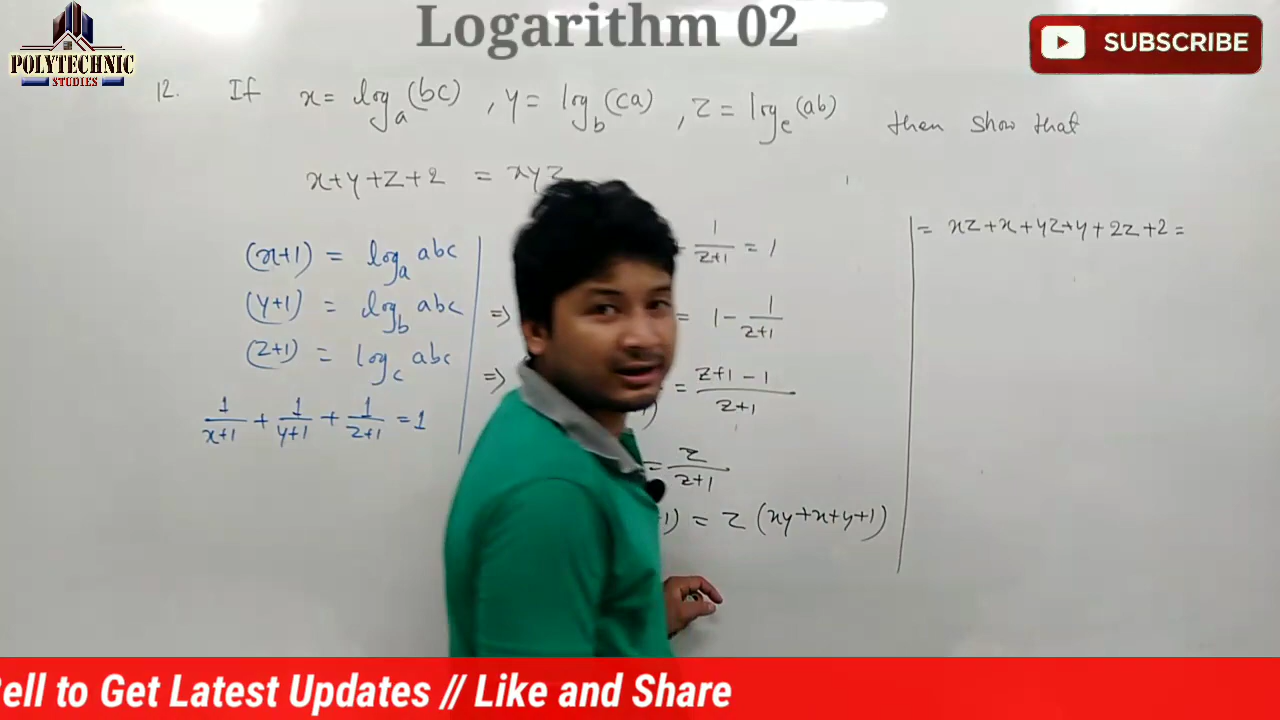 Logarithm 02
POLYTECHNIC
STUDIES
SUBSCRIBE
12. If x = log_a (bc) , y = log_b (ca) , z = log_e (ab) then show that
x+y+z+2 = xyz
(x+1) = log_a abc
(y+1) = log_b abc
(z+1) = log_c abc
1/(x+1) + 1/(y+1) + 1/(z+1) = 1
1/(z+1) = 1
=> = 1 - 1/(z+1)
=> = (z+1-1)/(z+1)
= z/(z+1)
+1) = z (xy+x+y+1)
= xz+x+yz+y+2z+2 =
ell to Get Latest Updates // Like and Share